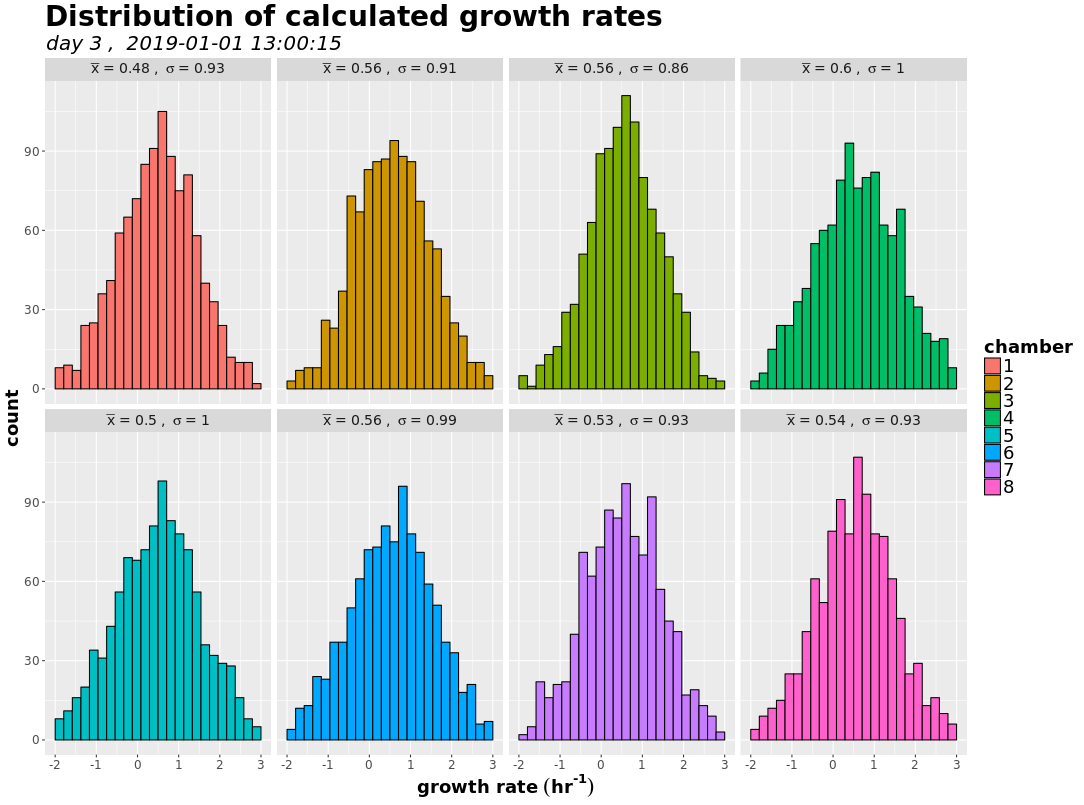 Distribution of calculated growth rates
day 3 ,  2019-01-01 13:00:15
x̅ = 0.48 ,  σ = 0.93
x̅ = 0.56 ,  σ = 0.91
x̅ = 0.56 ,  σ = 0.86
x̅ = 0.6 ,  σ = 1
90
60
30
0
x̅ = 0.5 ,  σ = 1
x̅ = 0.56 ,  σ = 0.99
x̅ = 0.53 ,  σ = 0.93
x̅ = 0.54 ,  σ = 0.93
90
60
30
0
-2 -1 0 1 2 3
-2 -1 0 1 2 3
-2 -1 0 1 2 3
-2 -1 0 1 2 3
count
growth rate (hr⁻¹)
chamber
1
2
3
4
5
6
7
8